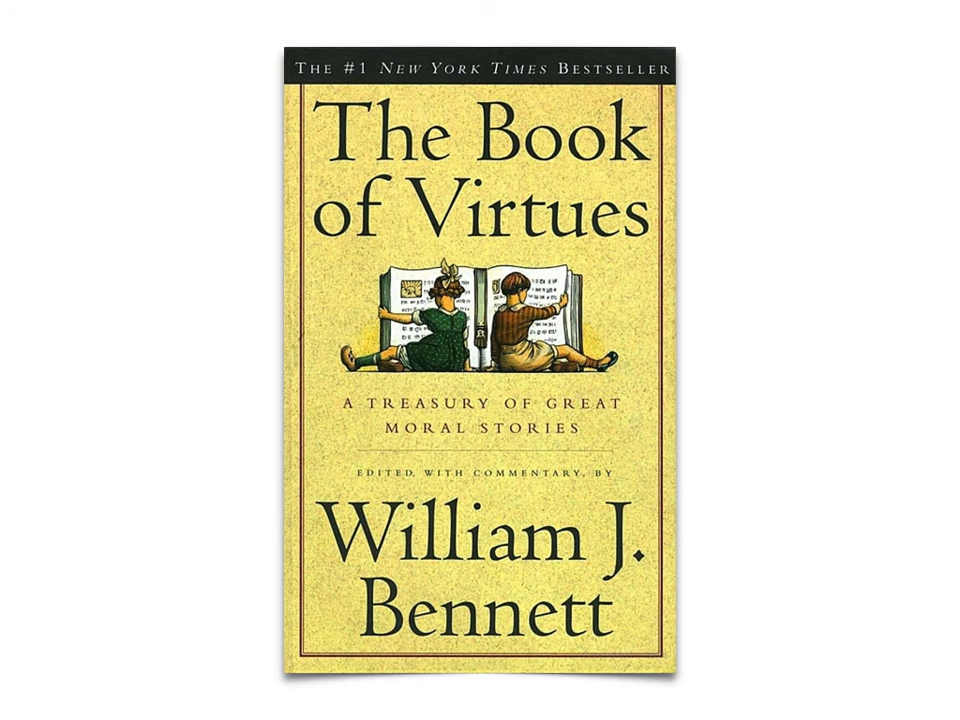 The #1 New York Times Bestseller
The Book
of Virtues
A TREASURY OF GREAT
MORAL STORIES
EDITED, WITH COMMENTARY, BY
William J.
Bennett